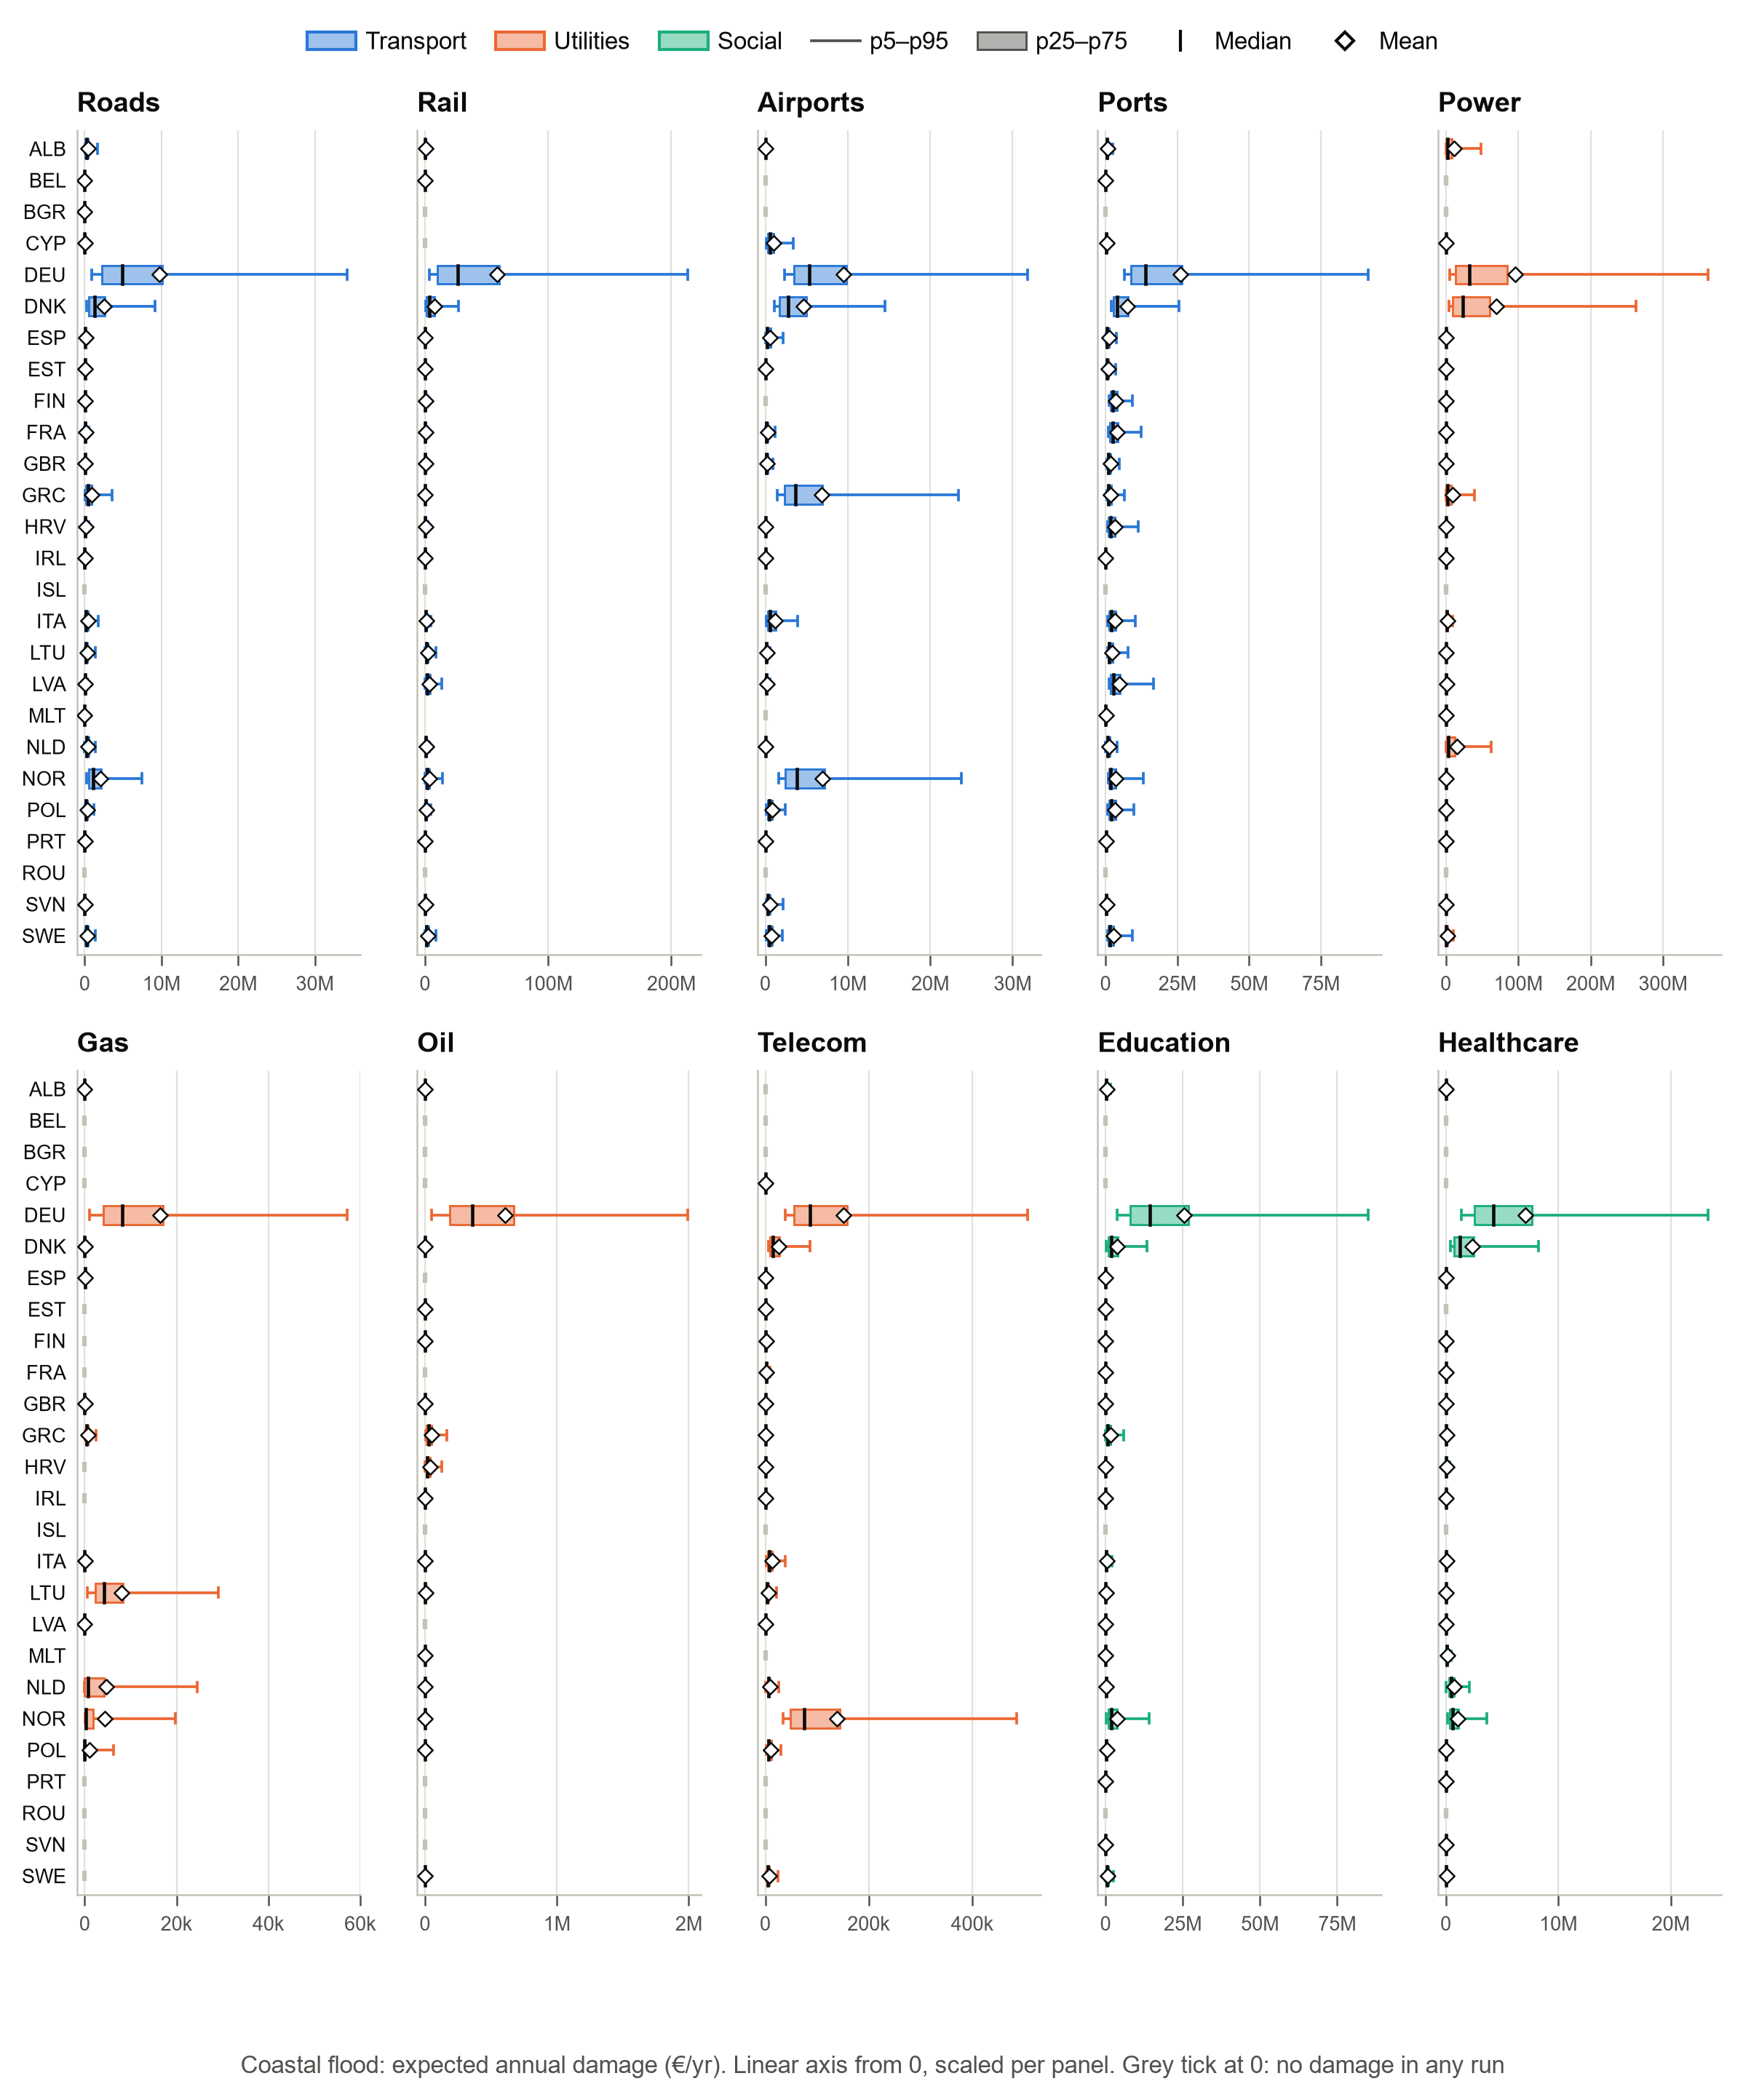 Transport Utilities Social p5–p95 p25–p75 Median Mean
Roads Rail Airports Ports Power
ALB
BEL
BGR
CYP
DEU
DNK
ESP
EST
FIN
FRA
GBR
GRC
HRV
IRL
ISL
ITA
LTU
LVA
MLT
NLD
NOR
POL
PRT
ROU
SVN
SWE
0 10M 20M 30M 0 100M 200M 0 10M 20M 30M 0 25M 50M 75M 0 100M 200M 300M
Gas Oil Telecom Education Healthcare
ALB
BEL
BGR
CYP
DEU
DNK
ESP
EST
FIN
FRA
GBR
GRC
HRV
IRL
ISL
ITA
LTU
LVA
MLT
NLD
NOR
POL
PRT
ROU
SVN
SWE
0 20k 40k 60k 0 1M 2M 0 200k 400k 0 25M 50M 75M 0 10M 20M
Coastal flood: expected annual damage (€/yr). Linear axis from 0, scaled per panel. Grey tick at 0: no damage in any run